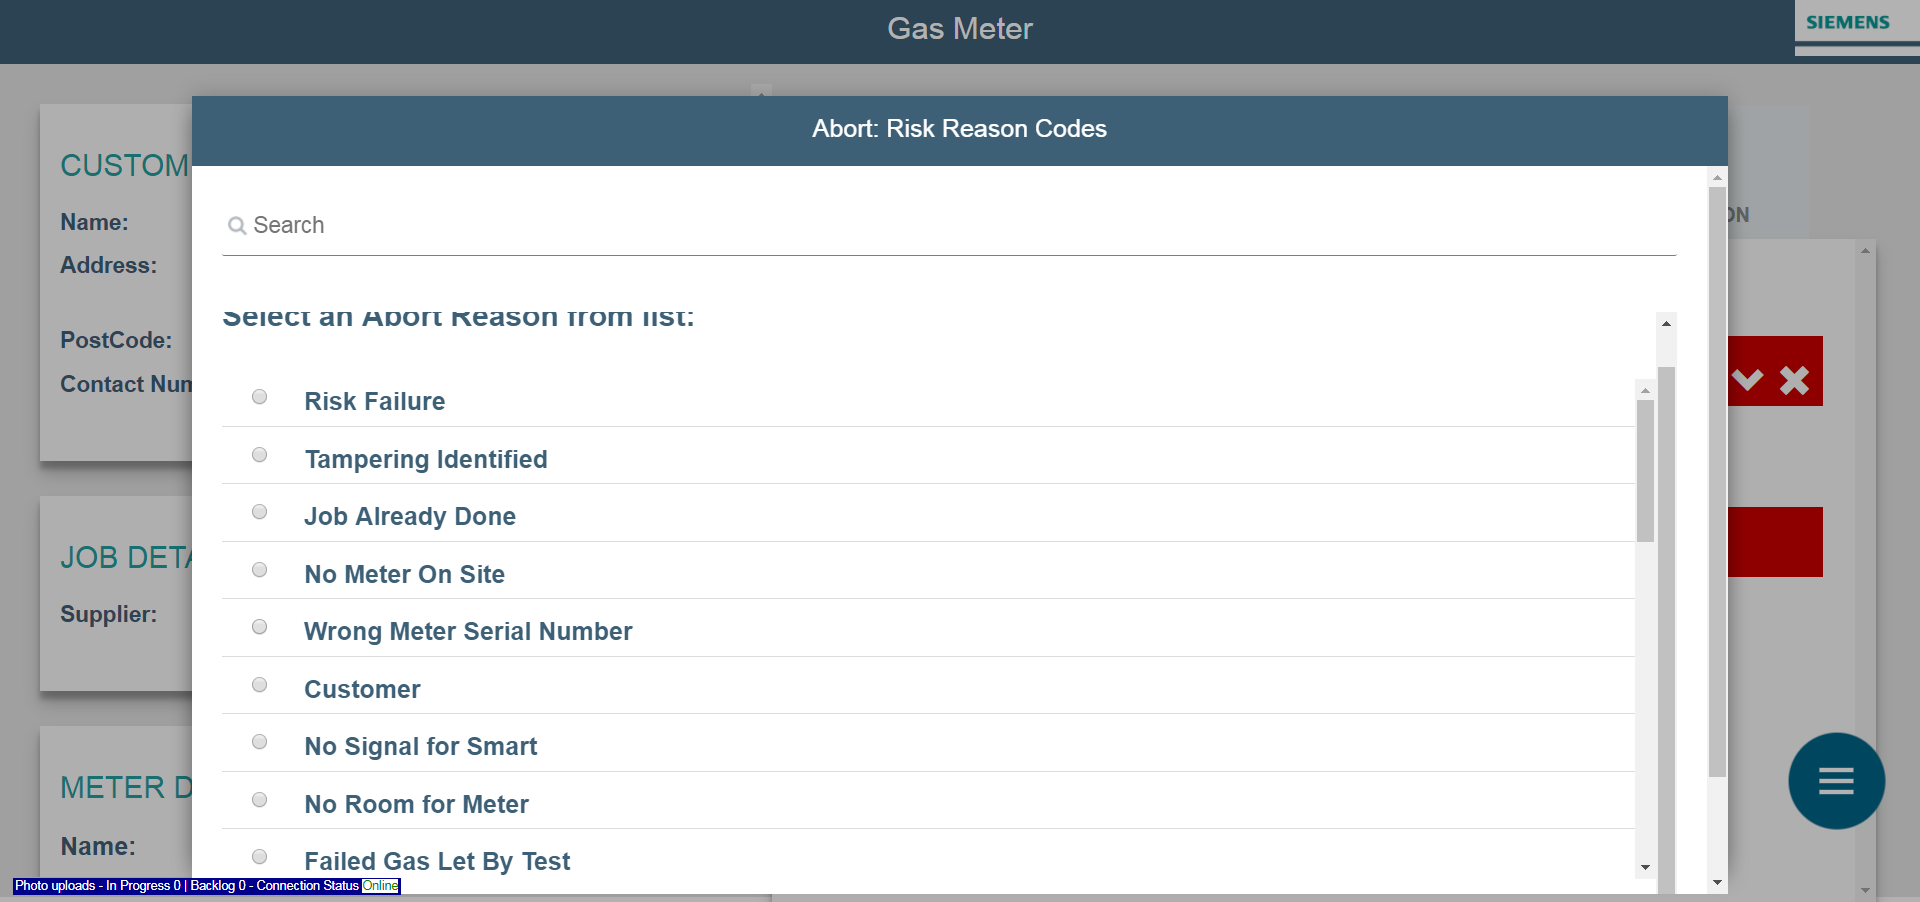 Gas Meter
SIEMENS
Abort: Risk Reason Codes
CUSTOM
Name:
Address:
PostCode:
Contact Num
JOB DETA
Supplier:
METER D
Name:
Search
Select an Abort Reason from list:
Risk Failure
Tampering Identified
Job Already Done
No Meter On Site
Wrong Meter Serial Number
Customer
No Signal for Smart
No Room for Meter
Failed Gas Let By Test
ON
Photo uploads - In Progress 0 | Backlog 0 - Connection Status Online